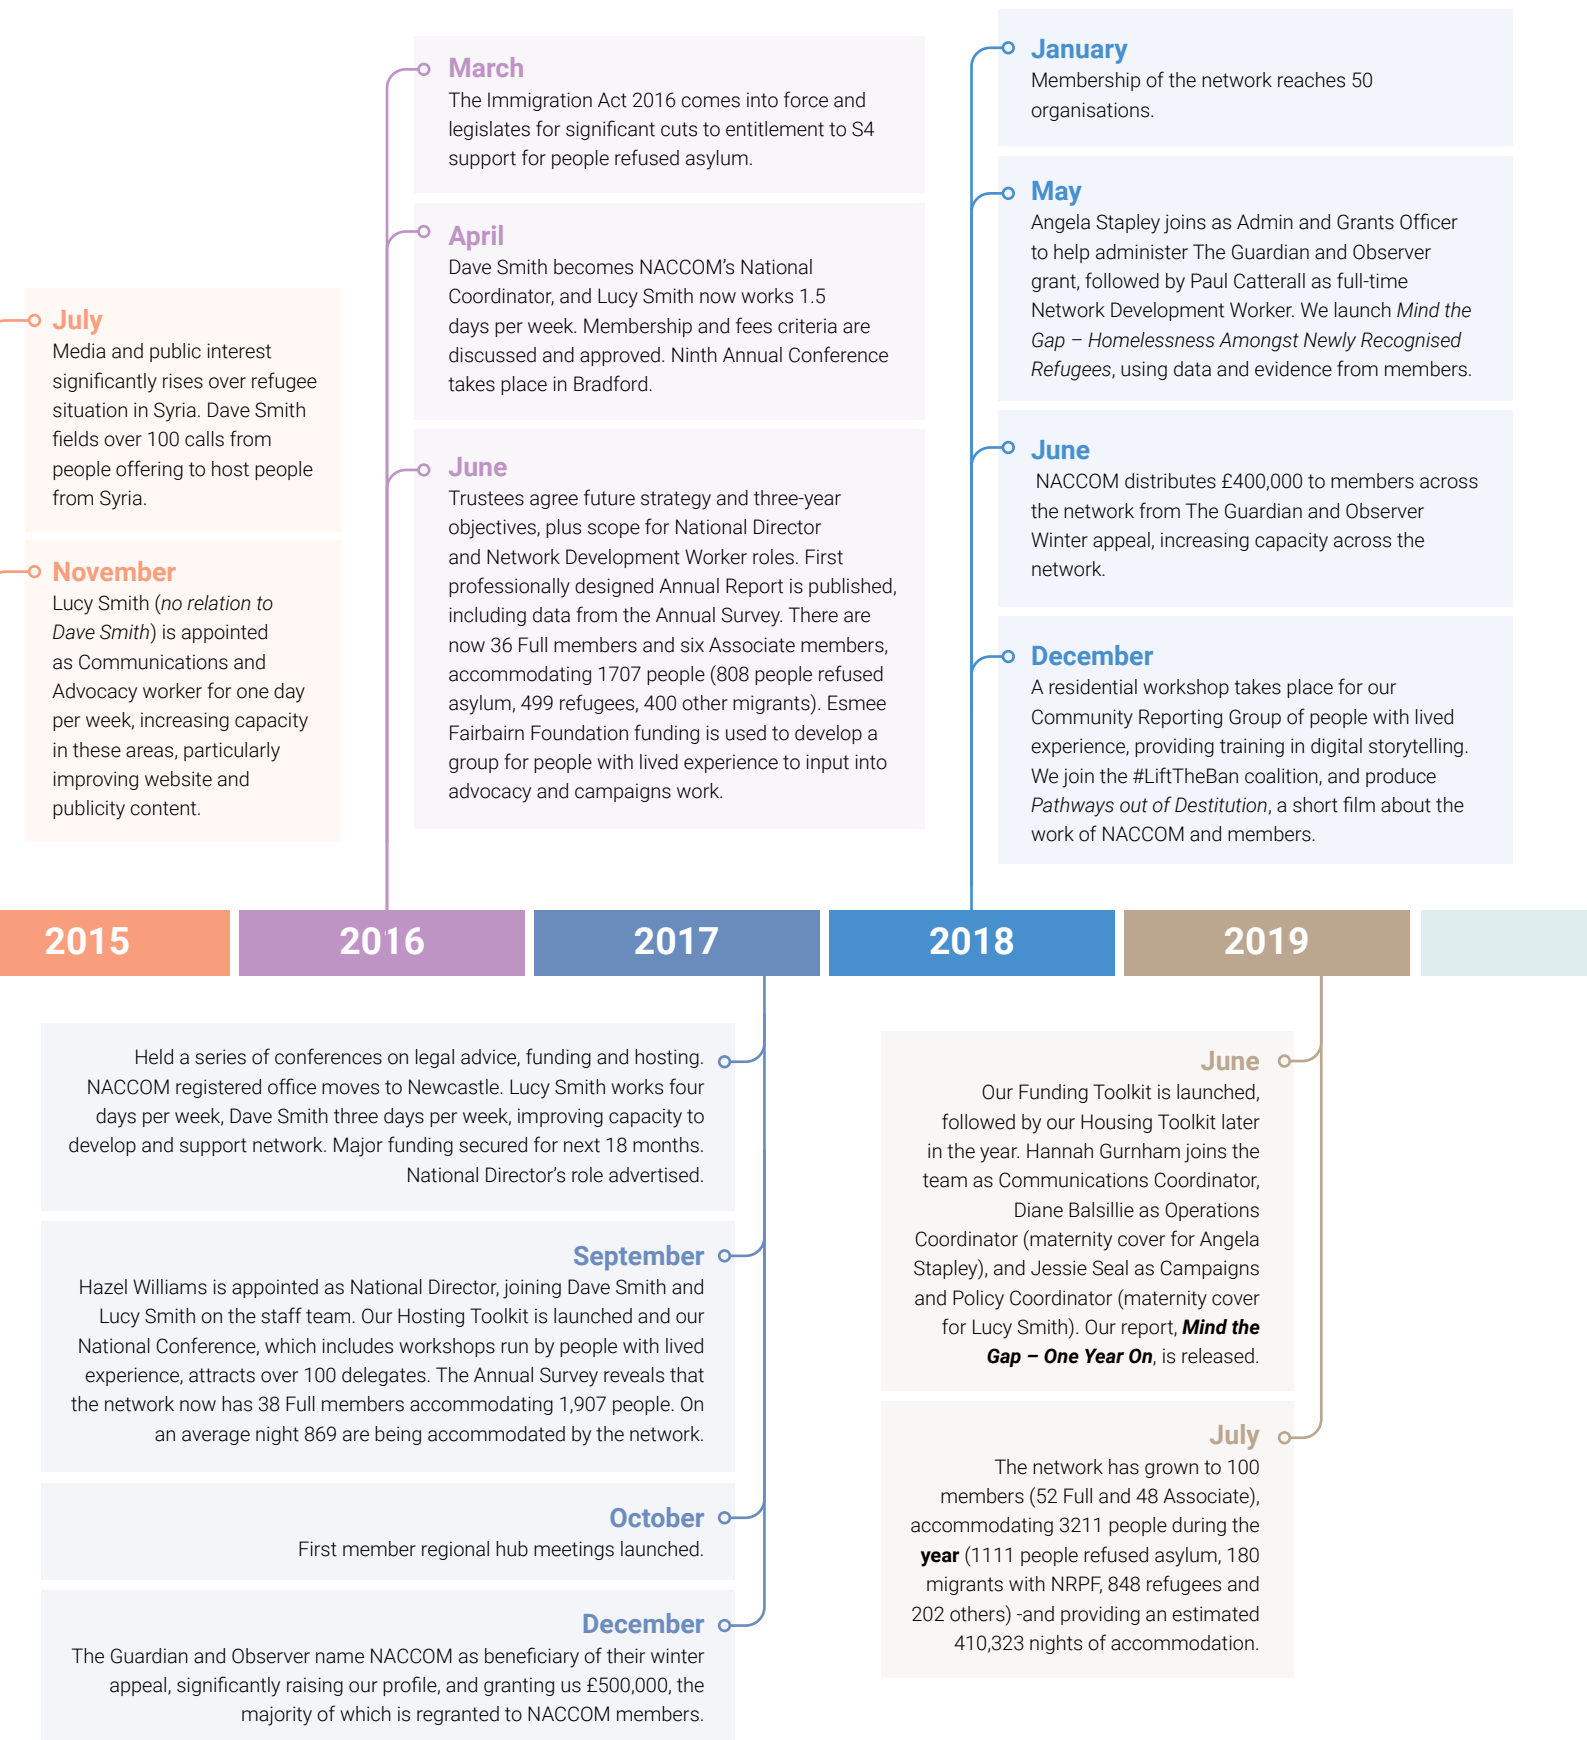 July
Media and public interest
significantly rises over refugee
situation in Syria. Dave Smith
fields over 100 calls from
people offering to host people
from Syria.
November
Lucy Smith (no relation to
Dave Smith) is appointed
as Communications and
Advocacy worker for one day
per week, increasing capacity
in these areas, particularly
improving website and
publicity content.
March
The Immigration Act 2016 comes into force and
legislates for significant cuts to entitlement to S4
support for people refused asylum.
April
Dave Smith becomes NACCOM’s National
Coordinator, and Lucy Smith now works 1.5
days per week. Membership and fees criteria are
discussed and approved. Ninth Annual Conference
takes place in Bradford.
June
Trustees agree future strategy and three-year
objectives, plus scope for National Director
and Network Development Worker roles. First
professionally designed Annual Report is published,
including data from the Annual Survey. There are
now 36 Full members and six Associate members,
accommodating 1707 people (808 people refused
asylum, 499 refugees, 400 other migrants). Esmee
Fairbairn Foundation funding is used to develop a
group for people with lived experience to input into
advocacy and campaigns work.
January
Membership of the network reaches 50
organisations.
May
Angela Stapley joins as Admin and Grants Officer
to help administer The Guardian and Observer
grant, followed by Paul Catterall as full-time
Network Development Worker. We launch Mind the
Gap – Homelessness Amongst Newly Recognised
Refugees, using data and evidence from members.
June
NACCOM distributes £400,000 to members across
the network from The Guardian and Observer
Winter appeal, increasing capacity across the
network.
December
A residential workshop takes place for our
Community Reporting Group of people with lived
experience, providing training in digital storytelling.
We join the #LiftTheBan coalition, and produce
Pathways out of Destitution, a short film about the
work of NACCOM and members.
2015
2016
2017
2018
2019
Held a series of conferences on legal advice, funding and hosting.
NACCOM registered office moves to Newcastle. Lucy Smith works four
days per week, Dave Smith three days per week, improving capacity to
develop and support network. Major funding secured for next 18 months.
National Director’s role advertised.
September
Hazel Williams is appointed as National Director, joining Dave Smith and
Lucy Smith on the staff team. Our Hosting Toolkit is launched and our
National Conference, which includes workshops run by people with lived
experience, attracts over 100 delegates. The Annual Survey reveals that
the network now has 38 Full members accommodating 1,907 people. On
an average night 869 are being accommodated by the network.
October
First member regional hub meetings launched.
December
The Guardian and Observer name NACCOM as beneficiary of their winter
appeal, significantly raising our profile, and granting us £500,000, the
majority of which is regranted to NACCOM members.
June
Our Funding Toolkit is launched,
followed by our Housing Toolkit later
in the year. Hannah Gurnham joins the
team as Communications Coordinator,
Diane Balsillie as Operations
Coordinator (maternity cover for Angela
Stapley), and Jessie Seal as Campaigns
and Policy Coordinator (maternity cover
for Lucy Smith). Our report, Mind the
Gap – One Year On, is released.
July
The network has grown to 100
members (52 Full and 48 Associate),
accommodating 3211 people during the
year (1111 people refused asylum, 180
migrants with NRPF, 848 refugees and
202 others) -and providing an estimated
410,323 nights of accommodation.